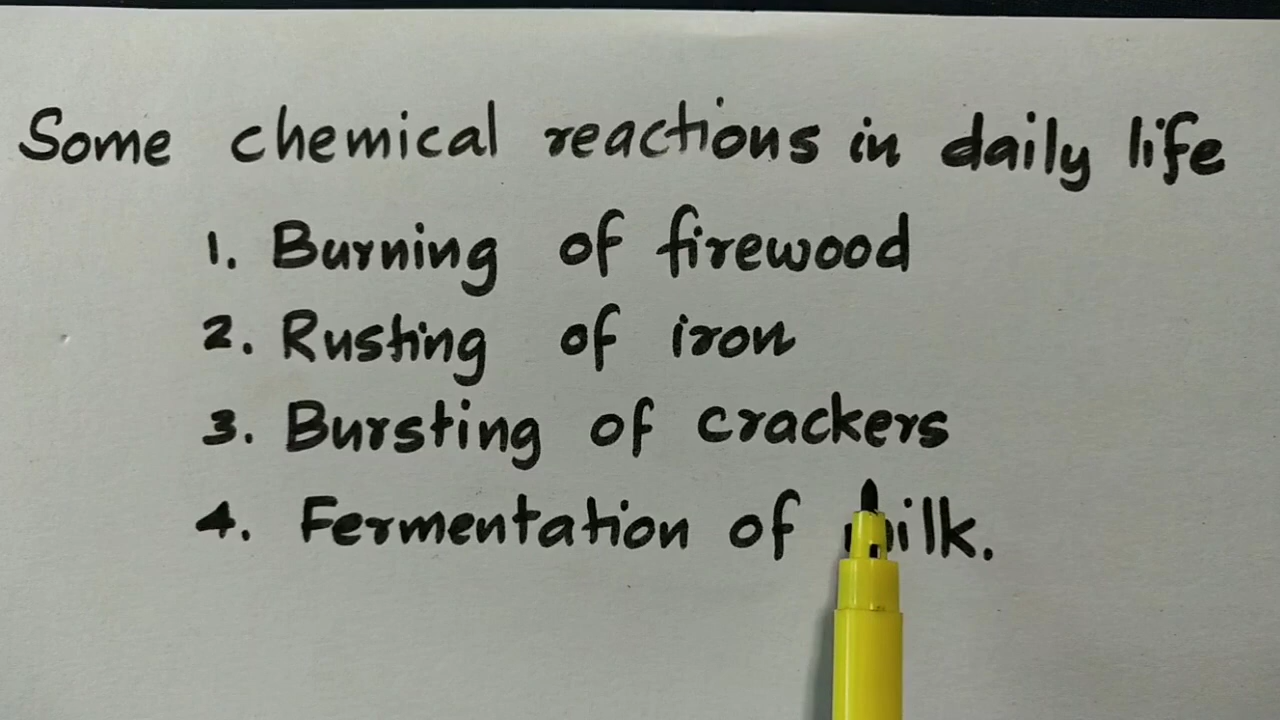 Some chemical reactions in daily life
1. Burning of firewood
2. Rusting of iron
3. Bursting of crackers
4. Fermentation of milk.